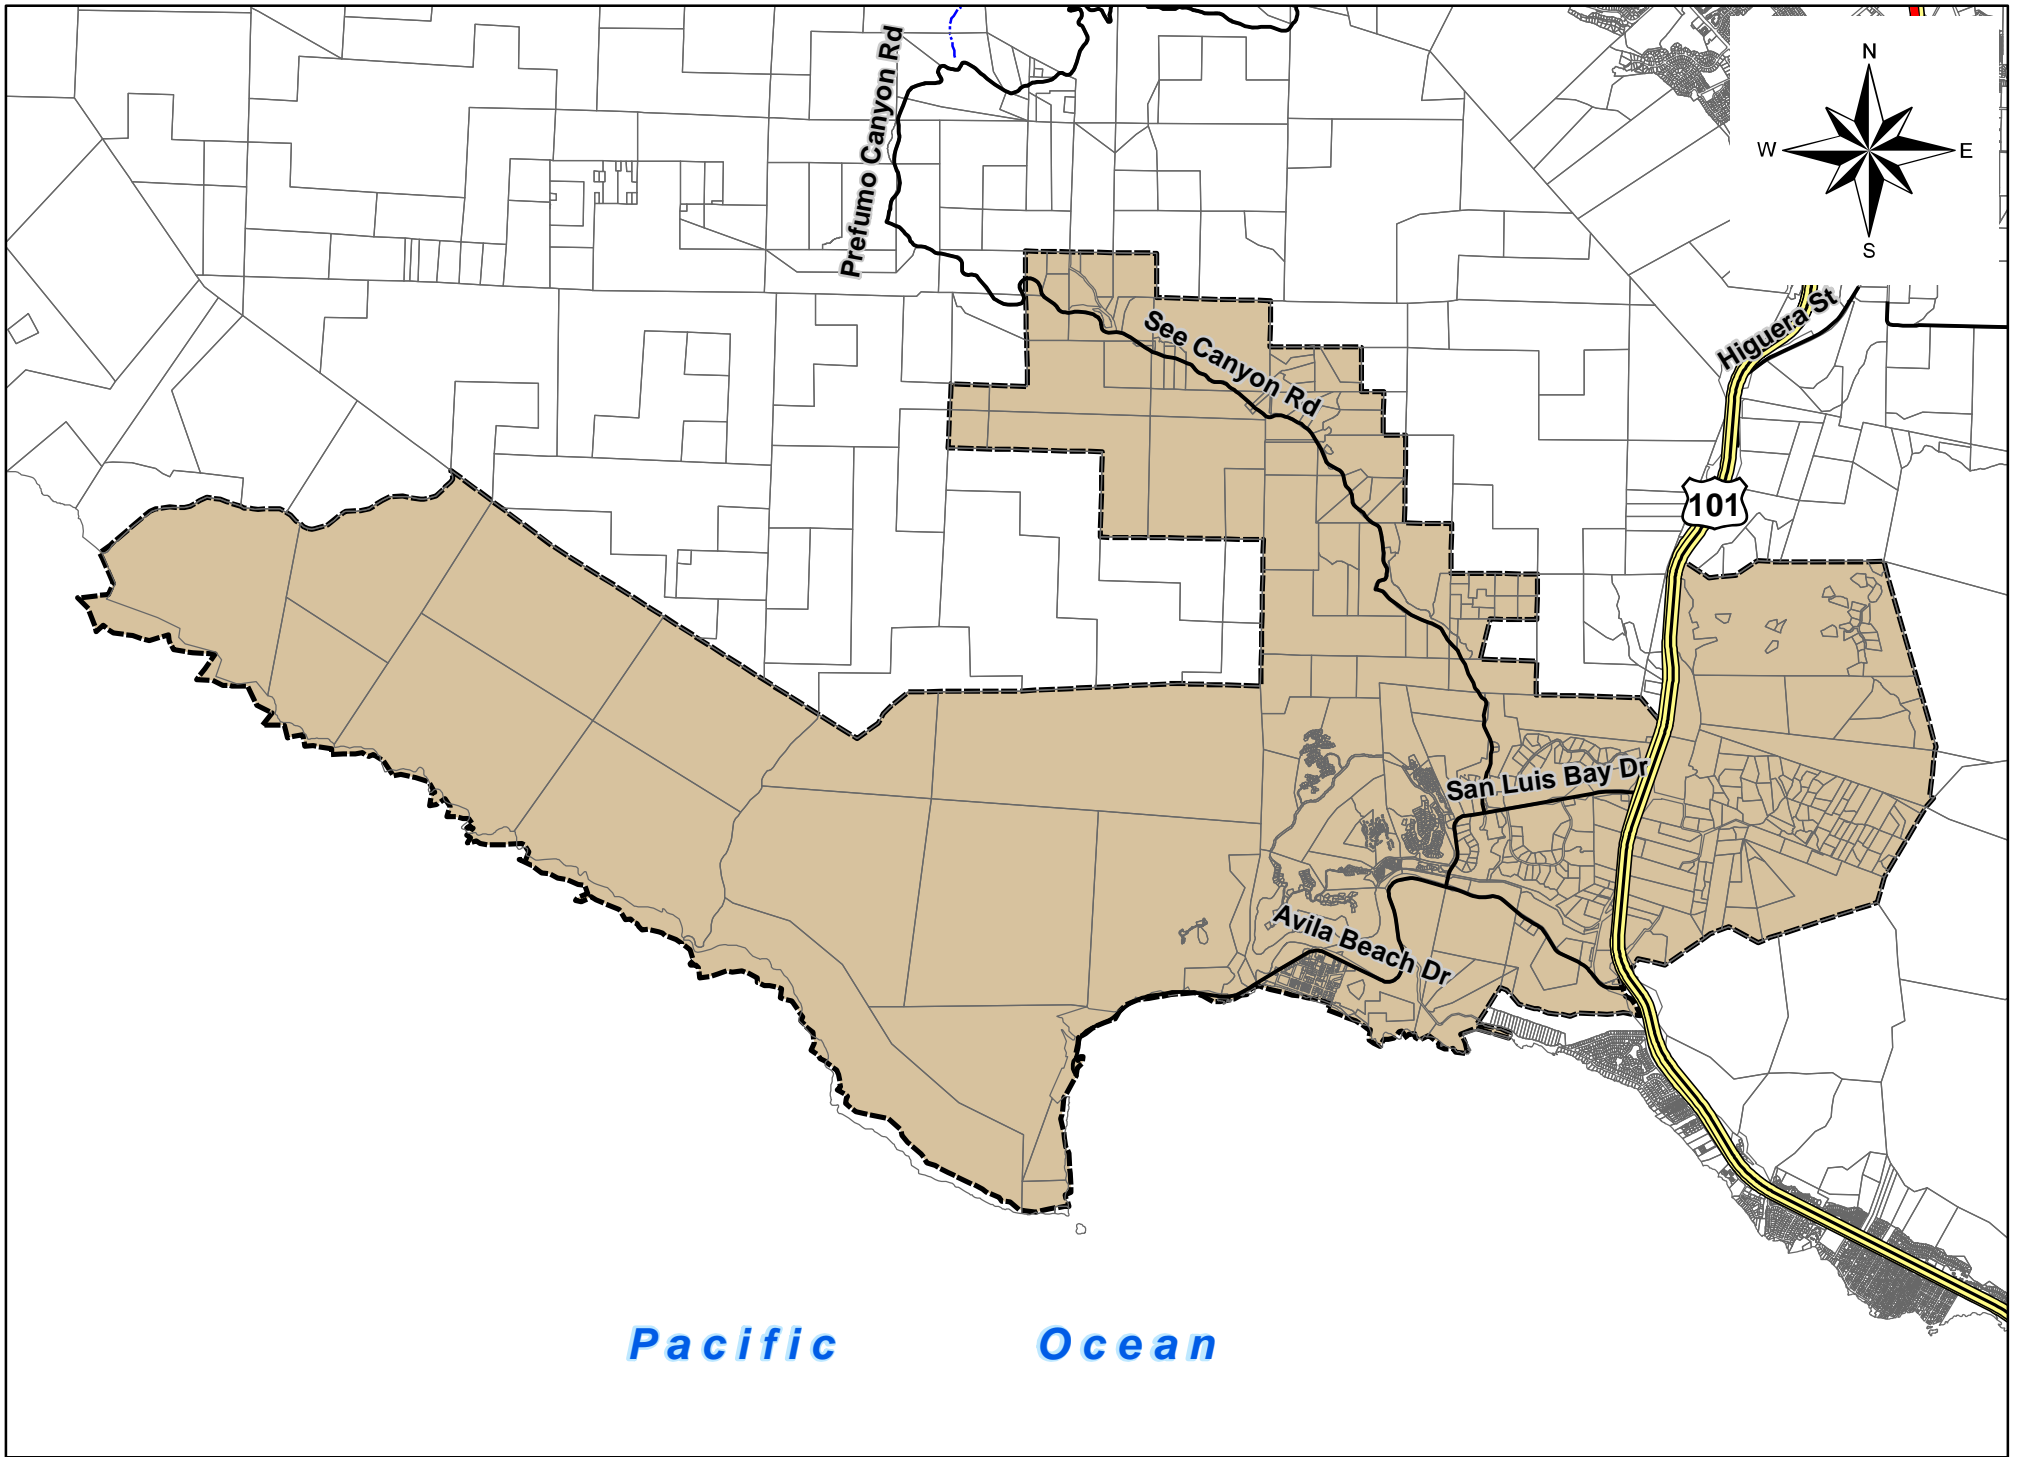 N
W E
S
Prefumo Canyon Rd
See Canyon Rd
Higuera St
101
San Luis Bay Dr
Avila Beach Dr
Pacific Ocean